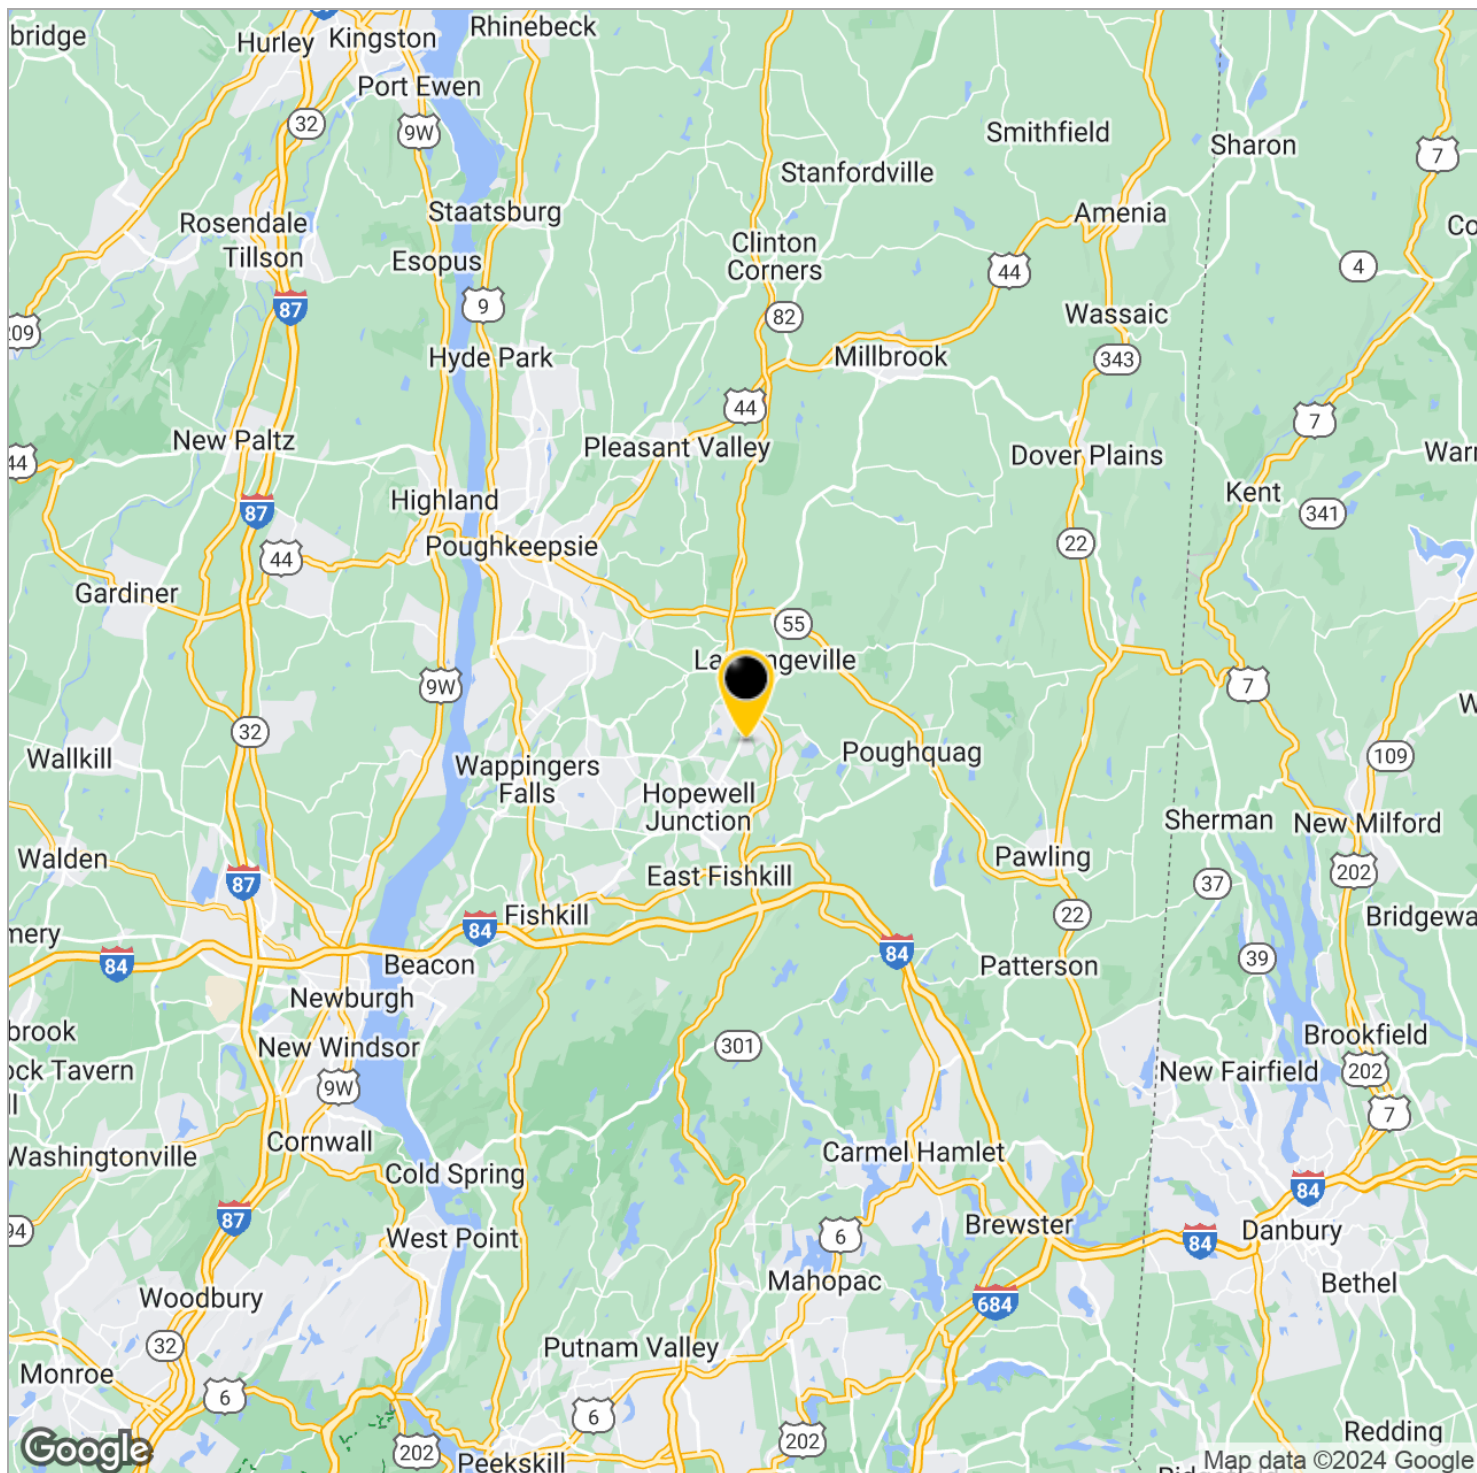 Rhinebeck
bridge
Hurley
Kingston
Port Ewen
32
9W
Smithfield
Sharon
7
Stanfordville
Rosendale
Staatsburg
Amenia
Co
Tillson
Esopus
Clinton
Corners
44
4
87
9
82
Wassaic
209
Hyde Park
Millbrook
343
44
7
New Paltz
Pleasant Valley
44
Dover Plains
Warr
Highland
Kent
87
341
Poughkeepsie
44
22
Gardiner
55
9W
7
32
Wallkill
Wappingers
Falls
Poughquag
109
W
Hopewell
Junction
Sherman
New Milford
Walden
Pawling
87
East Fishkill
37
202
Fishkill
22
Bridgewa
mery
84
84
84
Beacon
Patterson
39
Newburgh
brook
New Windsor
301
Brookfield
ock Tavern
9W
New Fairfield
202
ll
7
Washingtonville
Cornwall
Carmel Hamlet
Cold Spring
84
94
87
West Point
6
Brewster
84
Danbury
Woodbury
Mahopac
684
Bethel
32
Putnam Valley
Monroe
6
6
202
202
Redding
Google
Peekskill
Map data ©2024 Google